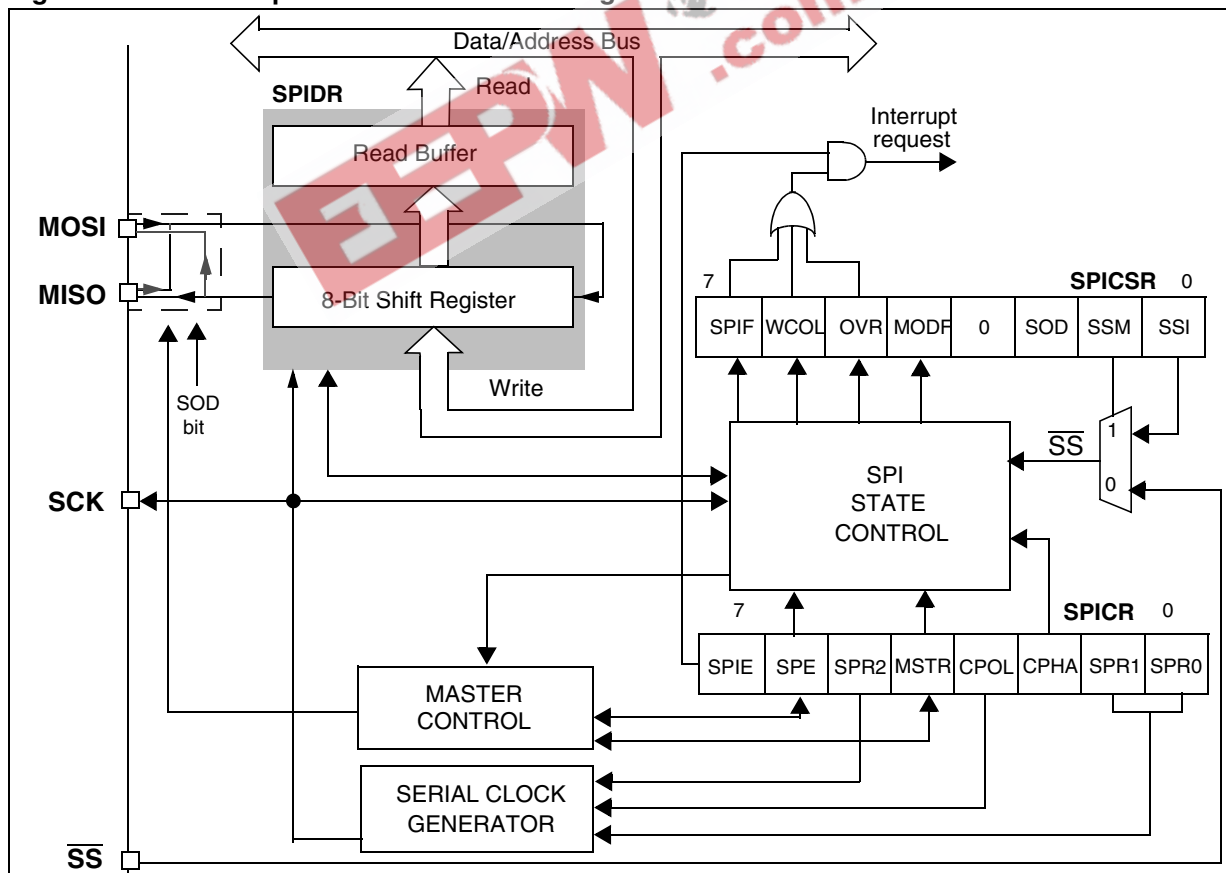 Data/Address Bus
SPIDR
Read
Read Buffer
8-Bit Shift Register
Write
MOSI
MISO
SOD
bit
SCK
SS
EEPW
.com
Interrupt
request
7 SPICSR 0
SPIF WCOL OVR MODF 0 SOD SSM SSI
1
0
SS
SPI
STATE
CONTROL
7 SPICR 0
SPIE SPE SPR2 MSTR CPOL CPHA SPR1 SPR0
MASTER
CONTROL
SERIAL CLOCK
GENERATOR